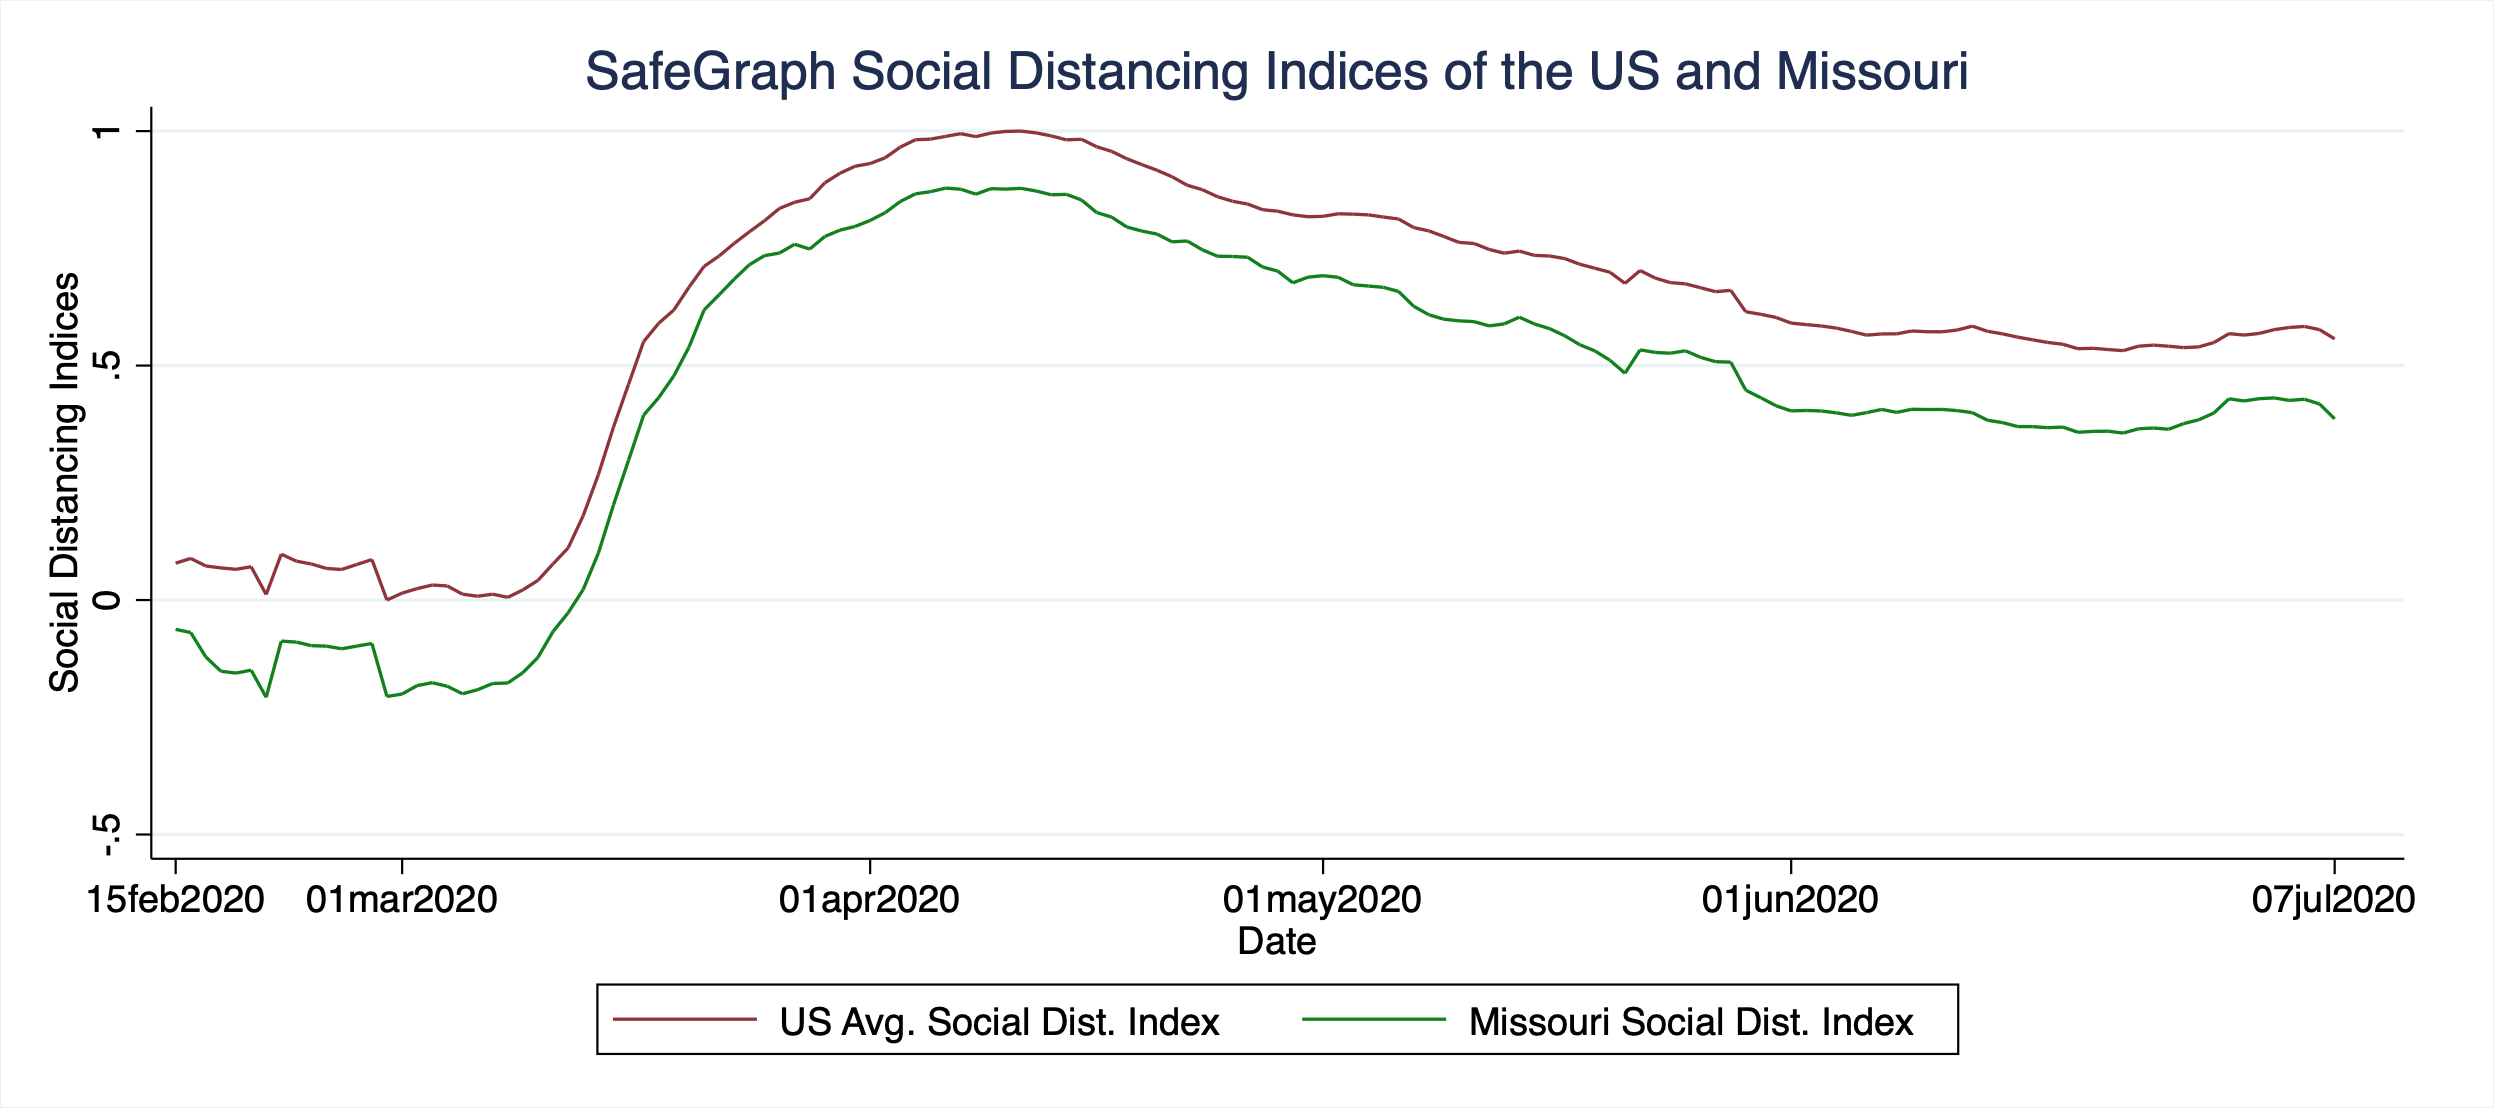 SafeGraph Social Distancing Indices of the US and Missouri
Social Distancing Indices
1
.5
0
-.5
15feb2020 01mar2020 01apr2020 01may2020 01jun2020 07jul2020
Date
US Avg. Social Dist. Index Missouri Social Dist. Index